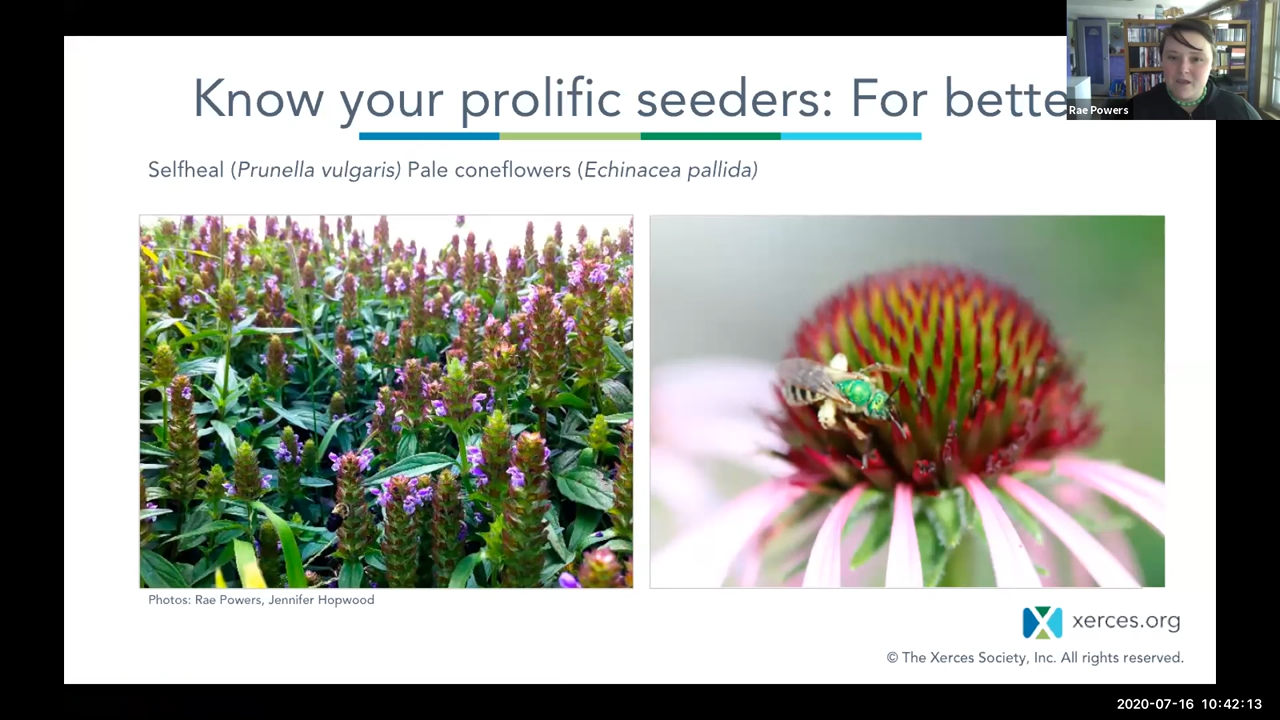 Know your prolific seeders: For bette
Rae Powers
Selfheal (Prunella vulgaris) Pale coneflowers (Echinacea pallida)
Photos: Rae Powers, Jennifer Hopwood
xerces.org
© The Xerces Society, Inc. All rights reserved.
2020-07-16 10:42:13